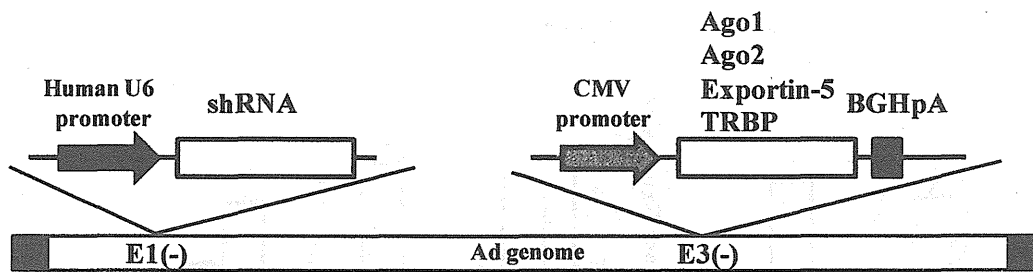 Human U6
promoter
shRNA
CMV
promoter
Ago1
Ago2
Exportin-5
TRBP
BGHpA
E1(-)
Ad genome
E3(-)